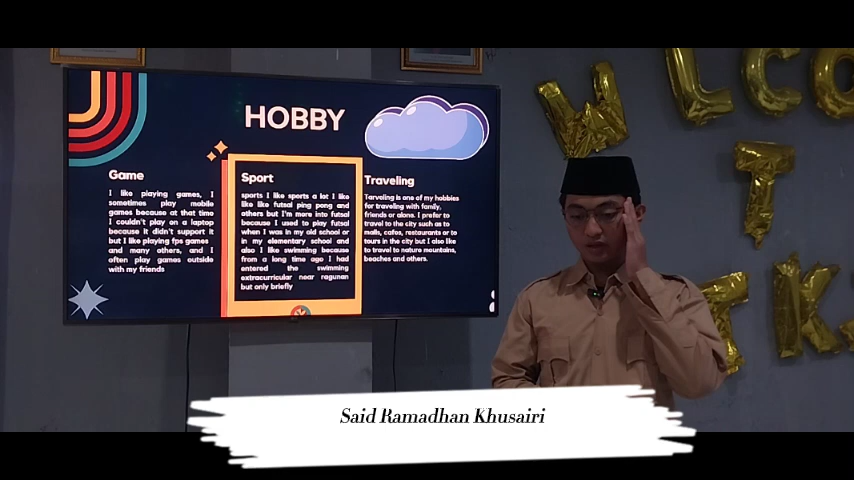 HOBBY
Game
I like playing games, I
sometimes play mobile
games because at that time
I couldn't play on a laptop
because it didn't support it
but I like playing fps games
and many others, and I
often play games outside
with my friends
Sport
sports I like sports a lot I like
like like futsal ping pong and
others but I'm more into futsal
because I used to play futsal
when I was in my old school or
in my elementary school and
also I like swimming because
from a long time ago I had
entered the swimming
extracurricular near ragunan
but only briefly
Traveling
Tarveling is one of my hobbies
for traveling with family,
friends or alone. I prefer to
travel to the city such as to
malls, cafes, restaurants or to
tours in the city but I also like
to travel to nature mountains,
beaches and others.
WELCO
T
TKJ
Said Ramadhan Khusairi